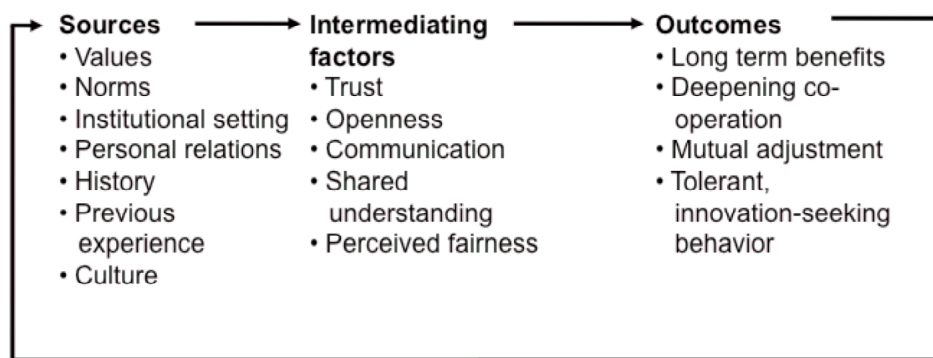 Sources
• Values
• Norms
• Institutional setting
• Personal relations
• History
• Previous
experience
• Culture
Intermediating
factors
• Trust
• Openness
• Communication
• Shared
understanding
• Perceived fairness
Outcomes
• Long term benefits
• Deepening co-
operation
• Mutual adjustment
• Tolerant,
innovation-seeking
behavior